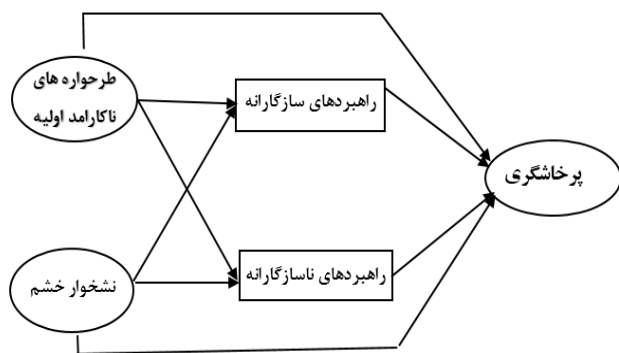 طرحواره های
ناکارامد اولیه
راهبردهای سازگارانه
پرخاشگری
راهبردهای ناسازگارانه
نشخوار خشم